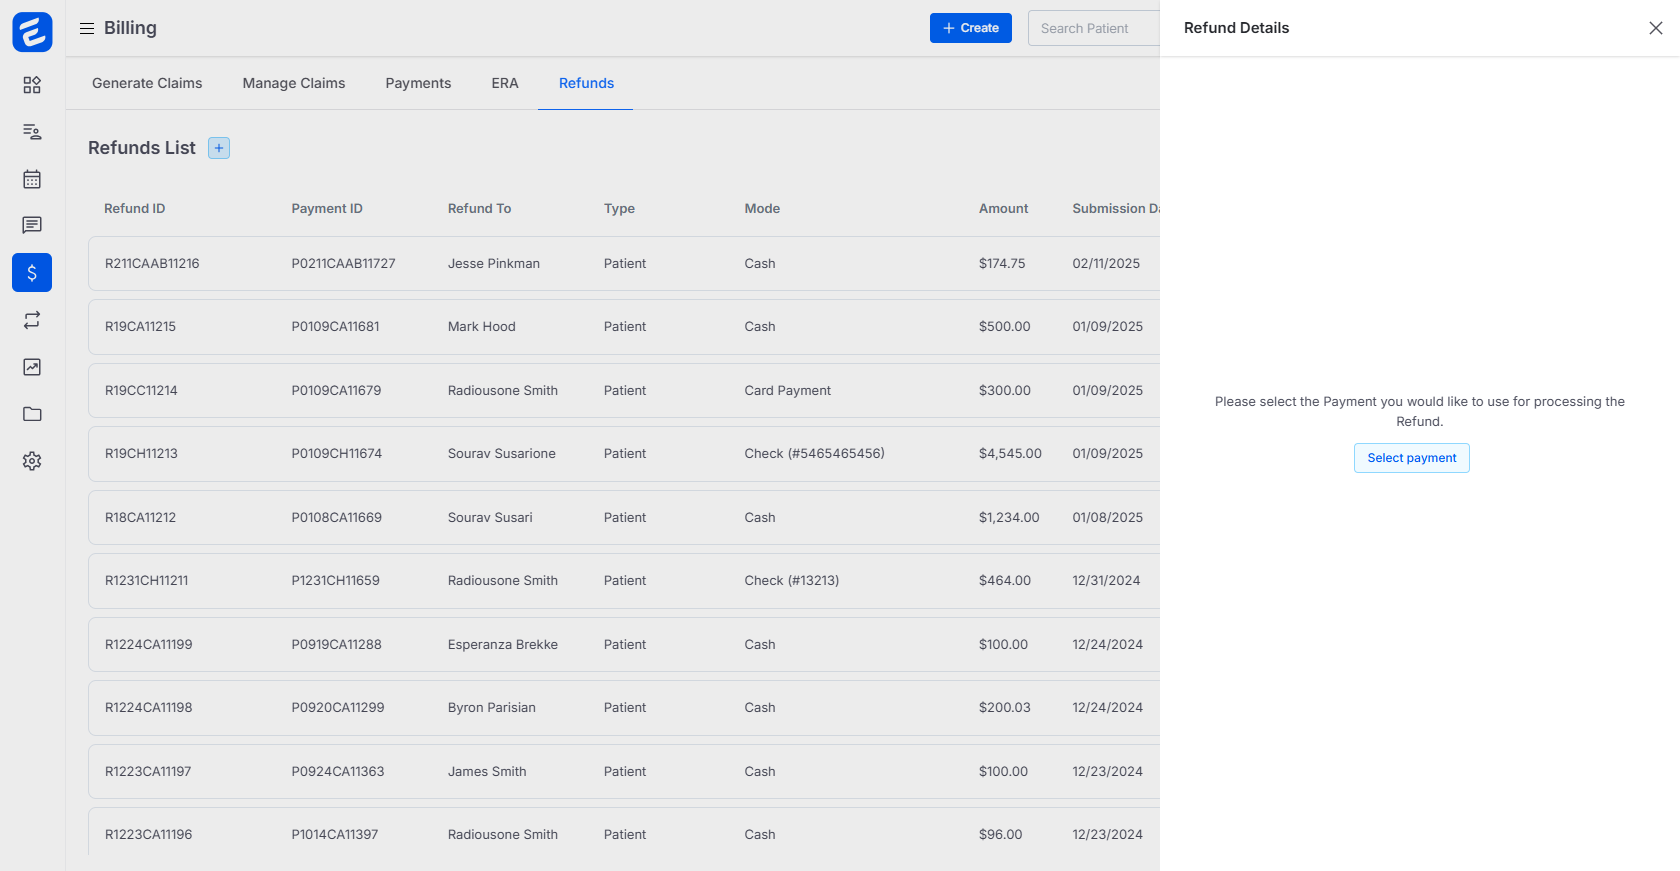 Billing
Create
Search Patient
Refund Details
Generate Claims
Manage Claims
Payments
ERA
Refunds
Refunds List
Refund ID Payment ID Refund To Type Mode Amount Submission
R211CAAB11216 P0211CAAB11727 Jesse Pinkman Patient Cash $174.75 02/11/2025
R19CA11215 P0109CA11681 Mark Hood Patient Cash $500.00 01/09/2025
R19CC11214 P0109CA11679 Radiousone Smith Patient Card Payment $300.00 01/09/2025
R19CH11213 P0109CH11674 Sourav Susarione Patient Check (#5465465456) $4,545.00 01/09/2025
R18CA11212 P0108CA11669 Sourav Susari Patient Cash $1,234.00 01/08/2025
R1231CH11211 P1231CH11659 Radiousone Smith Patient Check (#13213) $464.00 12/31/2024
R1224CA11199 P0919CA11288 Esperanza Brekke Patient Cash $100.00 12/24/2024
R1224CA11198 P0920CA11299 Byron Parisian Patient Cash $200.03 12/24/2024
R1223CA11197 P0924CA11363 James Smith Patient Cash $100.00 12/23/2024
R1223CA11196 P1014CA11397 Radiousone Smith Patient Cash $96.00 12/23/2024
Please select the Payment you would like to use for processing the
Refund.
Select payment